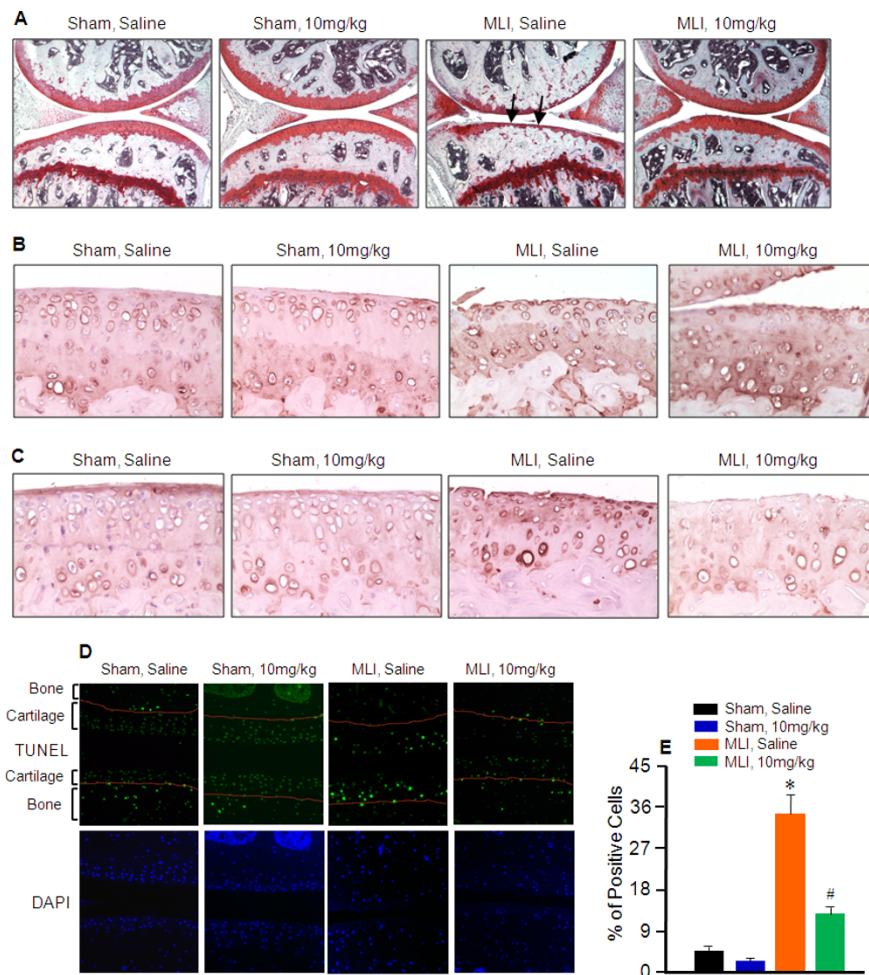 A
Sham, Saline
Sham, 10mg/kg
MLI, Saline
MLI, 10mg/kg
B
Sham, Saline
Sham, 10mg/kg
MLI, Saline
MLI, 10mg/kg
C
Sham, Saline
Sham, 10mg/kg
MLI, Saline
MLI, 10mg/kg
D
Sham, Saline
Sham, 10mg/kg
MLI, Saline
MLI, 10mg/kg
Bone
Cartilage
TUNEL
Cartilage
Bone
DAPI
Sham, Saline
Sham, 10mg/kg
MLI, Saline
MLI, 10mg/kg
E
% of Positive Cells
45
36
27
18
9
0
*
#